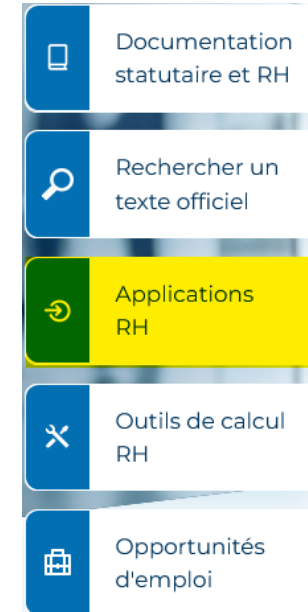 Documentation
statutaire et RH
Rechercher un
texte officiel
Applications
RH
Outils de calcul
RH
Opportunités
d'emploi